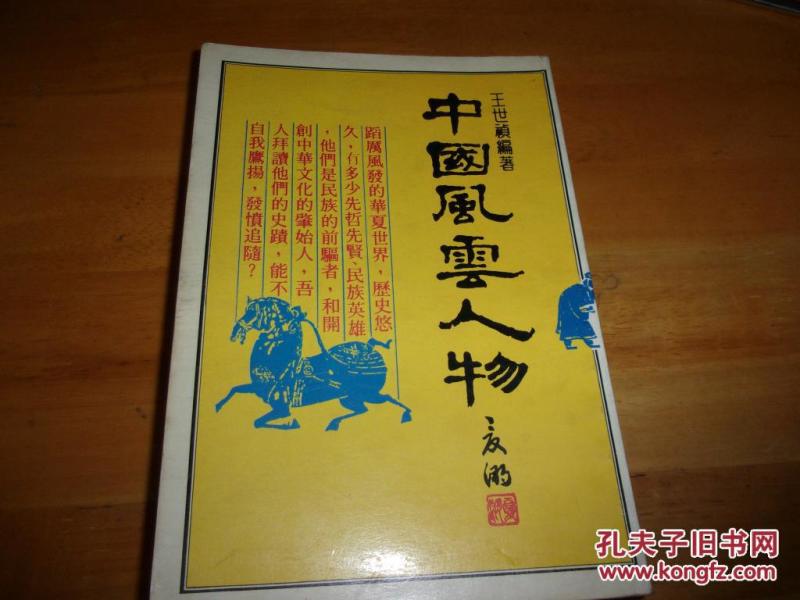 王世禎編著
中國風雲人物
蹈厲風發的華夏世界，歷史悠
久，有多少先哲先賢、民族英雄
，他們是民族的前驅者，和開
創中華文化的肇始人，吾
人拜讀他們的史蹟，能不
自我鷹揚，發憤追隨？
孔夫子旧书网
www.kongfz.com